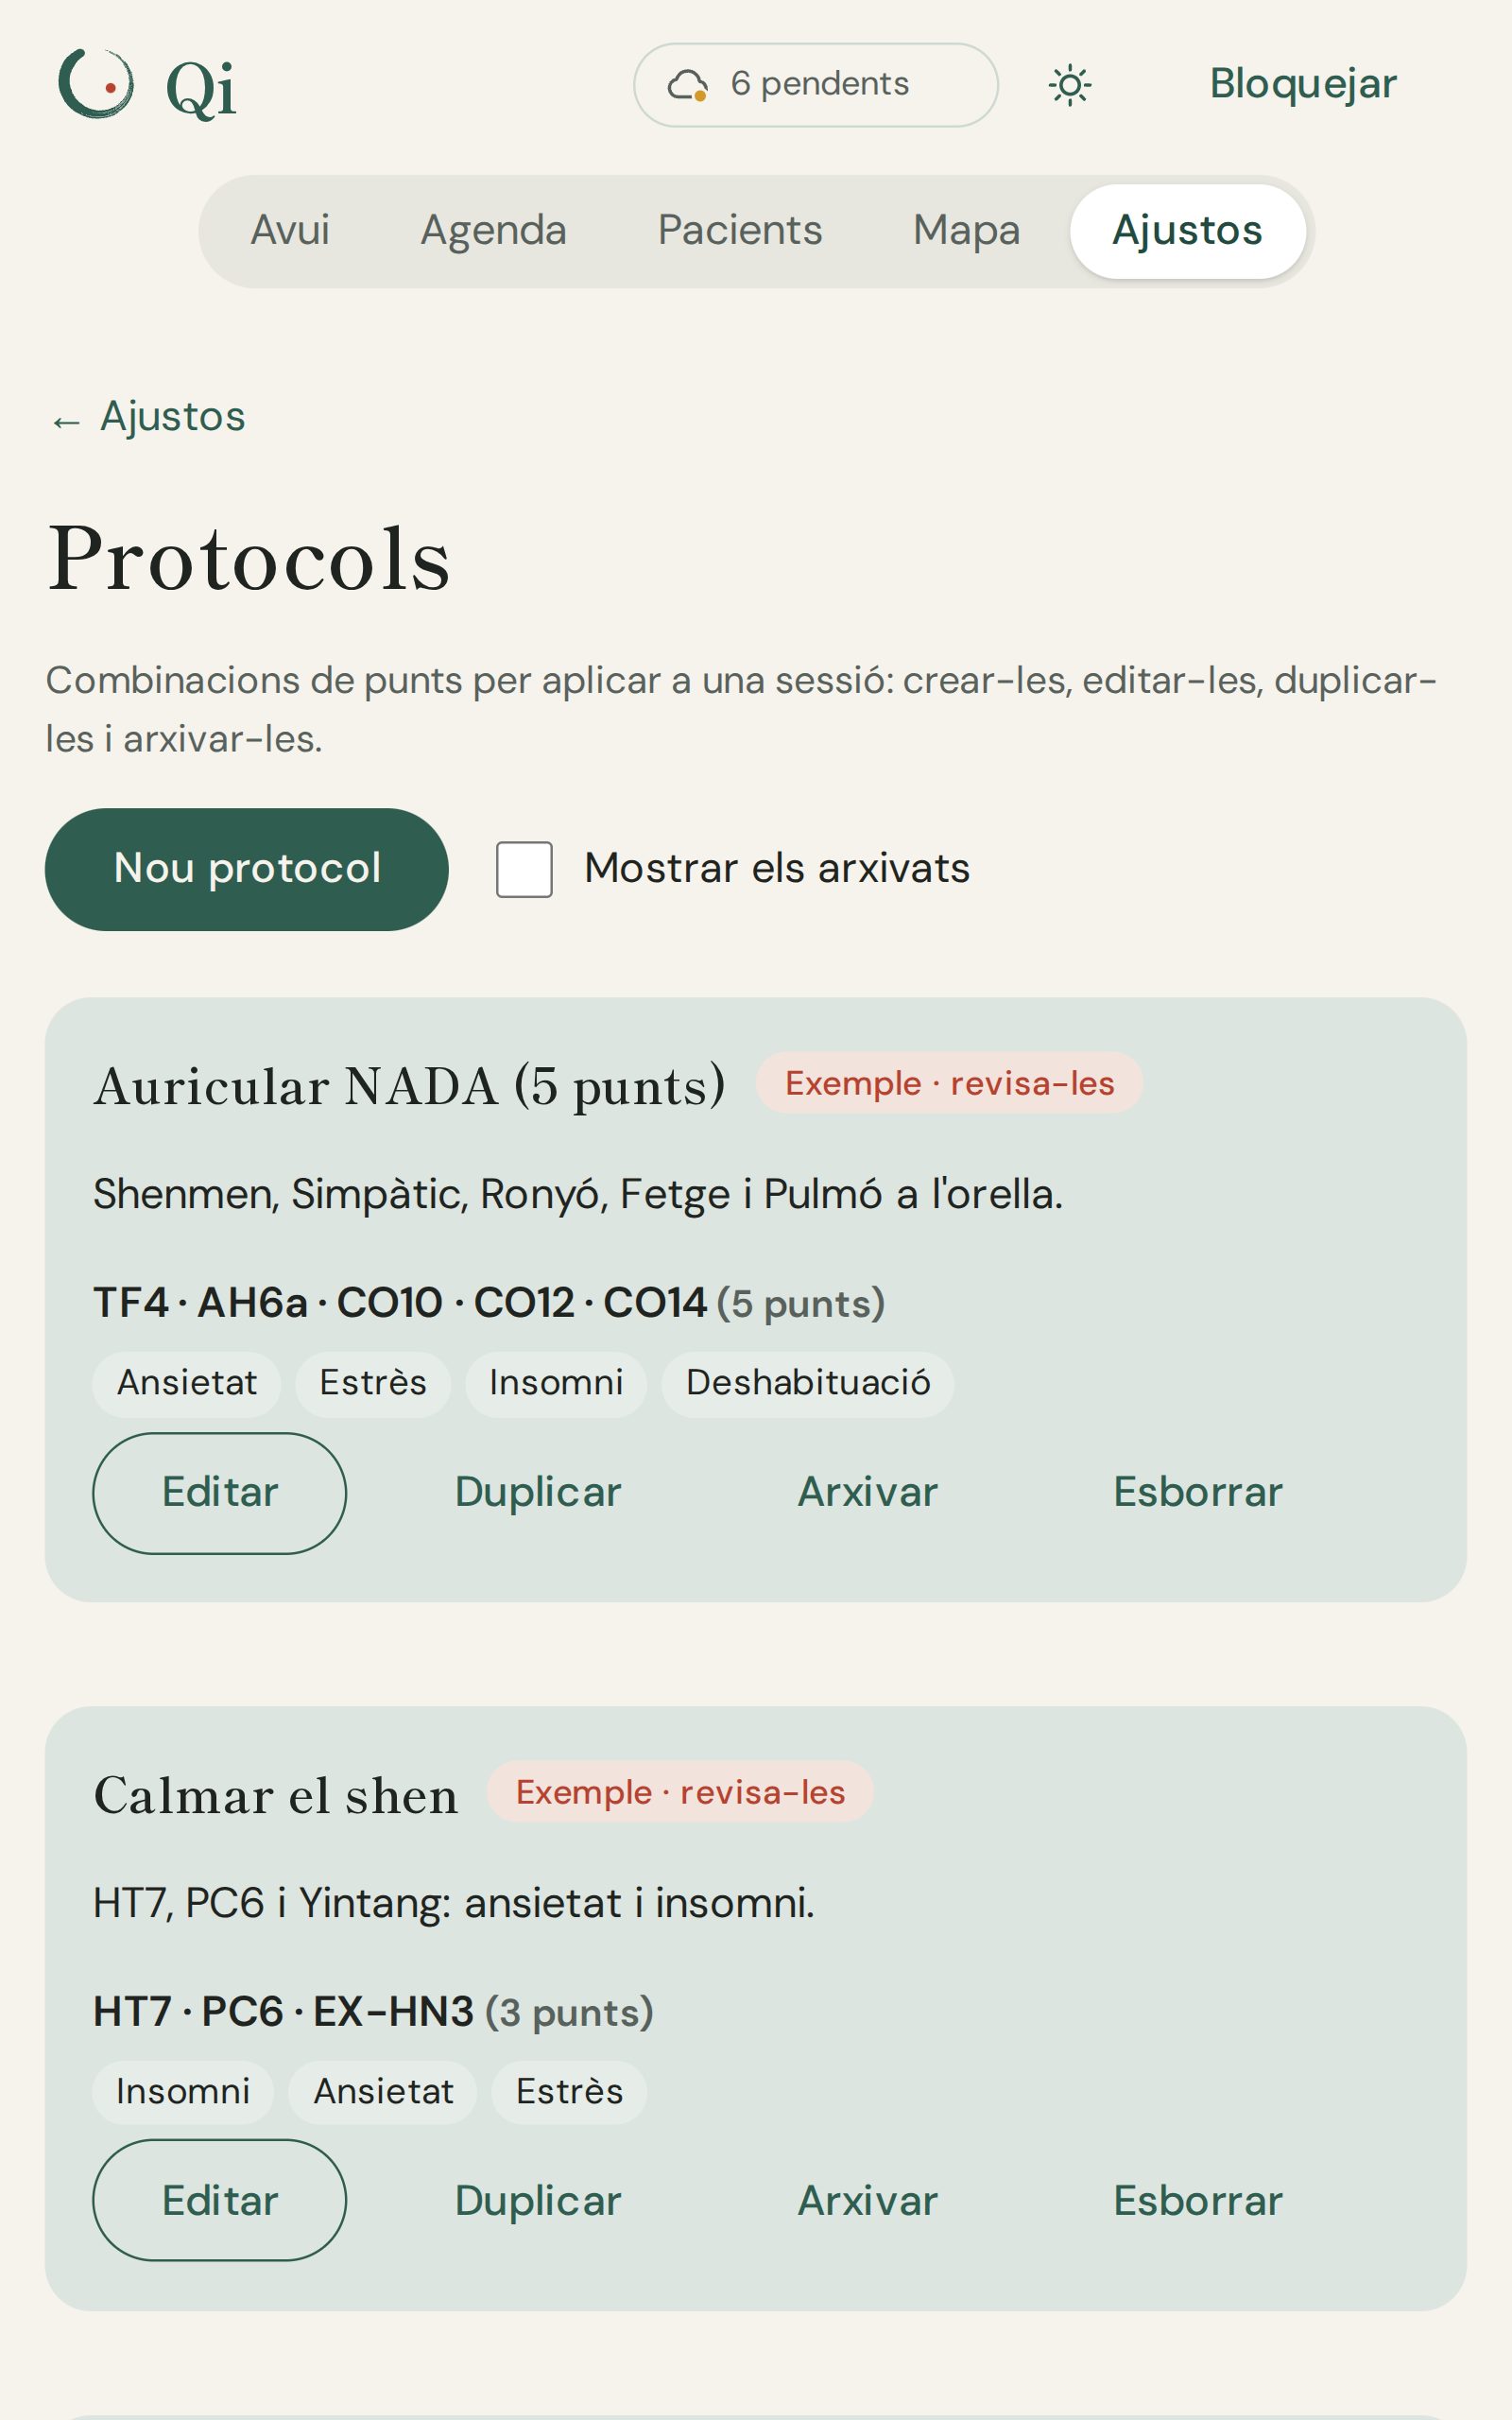 Qi
6 pendents
Bloquejar
Avui
Agenda
Pacients
Mapa
Ajustos
← Ajustos
Protocols
Combinacions de punts per aplicar a una sessió: crear-les, editar-les, duplicar-
les i arxivar-les.
Nou protocol
Mostrar els arxivats
Auricular NADA (5 punts)
Exemple · revisa-les
Shenmen, Simpàtic, Ronyó, Fetge i Pulmó a l'orella.
TF4 · AH6a · CO10 · CO12 · CO14 (5 punts)
Ansietat
Estrès
Insomni
Deshabituació
Editar
Duplicar
Arxivar
Esborrar
Calmar el shen
Exemple · revisa-les
HT7, PC6 i Yintang: ansietat i insomni.
HT7 · PC6 · EX-HN3 (3 punts)
Insomni
Ansietat
Estrès
Editar
Duplicar
Arxivar
Esborrar